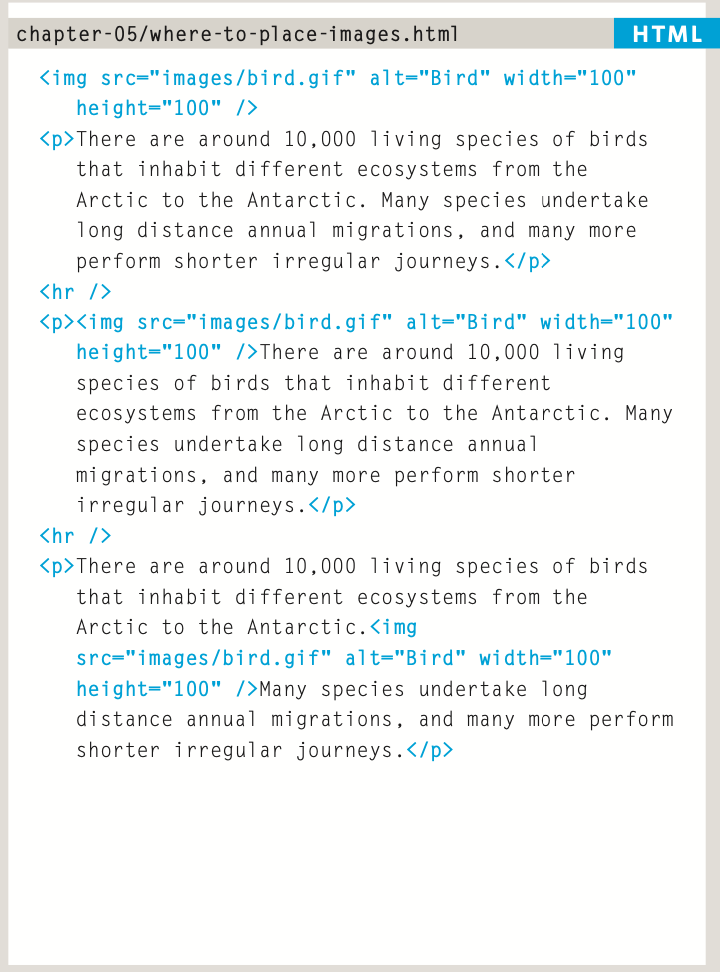 chapter-05/where-to-place-images.html HTML
<img src="images/bird.gif" alt="Bird" width="100"
height="100" />
<p>There are around 10,000 living species of birds
that inhabit different ecosystems from the
Arctic to the Antarctic. Many species undertake
long distance annual migrations, and many more
perform shorter irregular journeys.</p>
<hr />
<p><img src="images/bird.gif" alt="Bird" width="100"
height="100" />There are around 10,000 living
species of birds that inhabit different
ecosystems from the Arctic to the Antarctic. Many
species undertake long distance annual
migrations, and many more perform shorter
irregular journeys.</p>
<hr />
<p>There are around 10,000 living species of birds
that inhabit different ecosystems from the
Arctic to the Antarctic.<img
src="images/bird.gif" alt="Bird" width="100"
height="100" />Many species undertake long
distance annual migrations, and many more perform
shorter irregular journeys.</p>